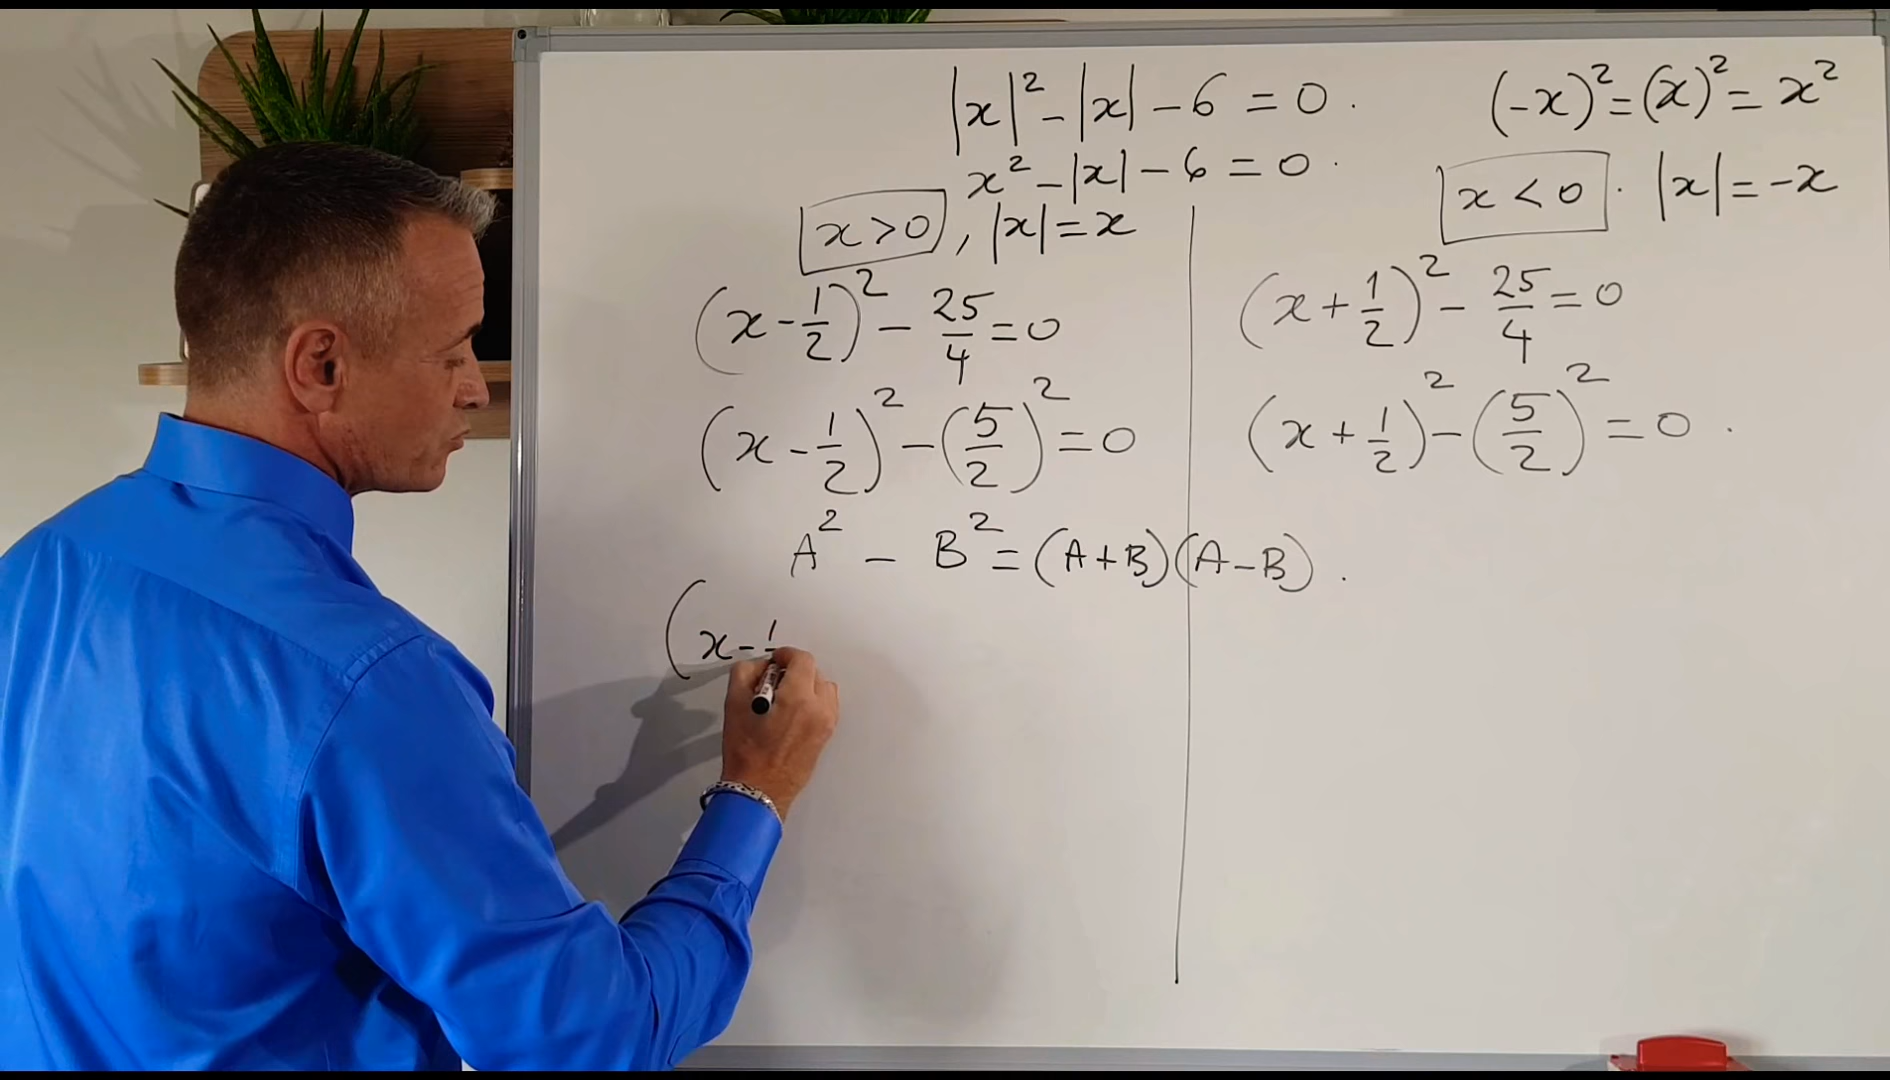 |x|² - |x| - 6 = 0 .
(-x)² = (x)² = x²
x² - |x| - 6 = 0 .
x > 0 , |x| = x
x < 0 . |x| = -x
(x - 1/2)² - 25/4 = 0
(x + 1/2)² - 25/4 = 0
(x - 1/2)² - (5/2)² = 0
(x + 1/2)² - (5/2)² = 0 .
A² - B² = (A+B)(A-B) .
(x - 1